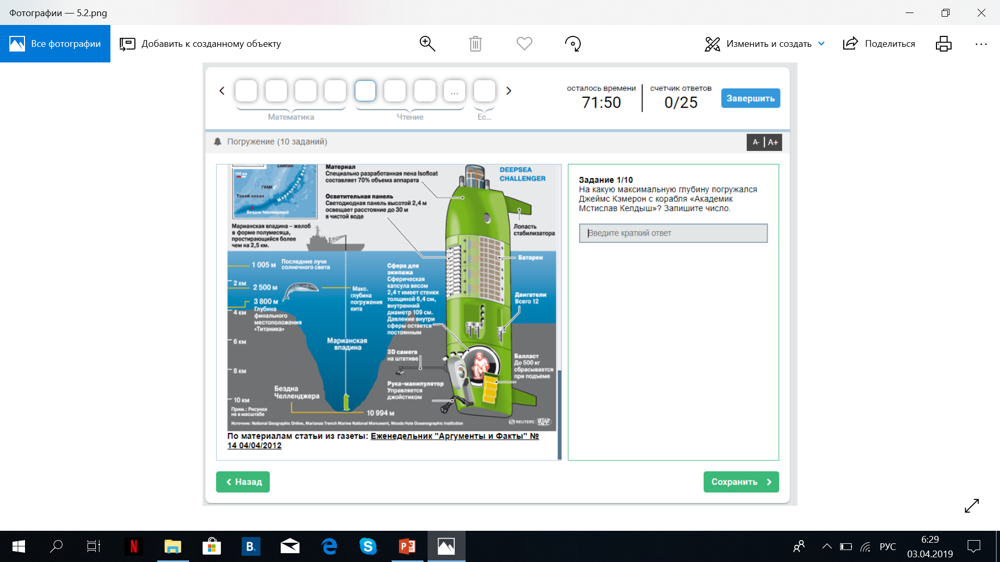 Фотографии — 5.2.png
Все фотографии
Добавить к созданному объекту
Изменить и создать
Поделиться
...
Математика
Чтение
Ес...
осталось времени
71:50
счетчик ответов
0/25
Завершить
Погружение (10 заданий)
A- | A+
САЙПАН
100 км
ГУАМ
Тихий океан
Бездна Челленджера
Марианская впадина – желоб
в форме полумесяца,
простирающийся более
чем на 2,5 км.
Материал
Специально разработанная пена Isofloat
составляет 70% объема аппарата
Осветительная панель
Светодиодная панель высотой 2,4 м
освещает расстояние до 30 м
в чистой воде
DEEPSEA
CHALLENGER
Лопасть
стабилизатора
Батареи
1 005 м
Последние лучи
солнечного света
2 км
2 500 м
Макс.
глубина
погружения
кита
3 800 м
Глубина
финального
местоположения
«Титаника»
4 км
6 км
8 км
10 км
Марианская
впадина
Бездна
Челленджера
10 994 м
Сфера для
экипажа
Сферическая
капсула весом
2,4 т имеет стенки
толщиной 6,4 см,
внутренний
диаметр 109 см.
Давление внутри
сферы остается
постоянным
Двигатели
Всего 12
3D camera
на штативе
Рука-манипулятор
Управляется
джойстиком
Балласт
До 500 кг
сбрасывается
при подъеме
Прим.: Рисунки
не в масштабе
Источник: National Geographic Online, Marianas Trench Marine National Monument, Woods Hole Oceanographic Institution
REUTERS
ИТАР
ТАСС
По материалам статьи из газеты: Еженедельник "Аргументы и Факты" №
14 04/04/2012
Задание 1/10
На какую максимальную глубину погружался
Джеймс Кэмерон с корабля «Академик
Мстислав Келдыш»? Запишите число.
Введите краткий ответ
Назад
Сохранить
N
B.
S
P
РУС
6:29
03.04.2019